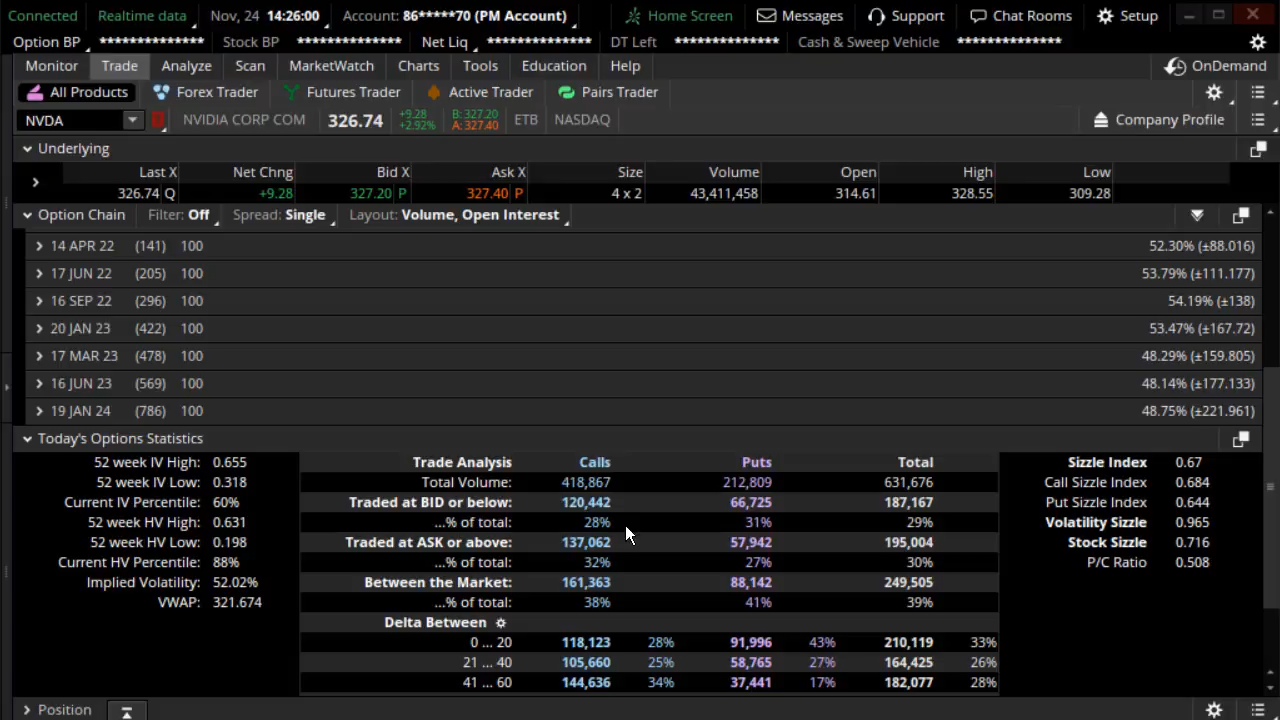 Connected Realtime data Nov, 24 14:26:00 Account: 86*****70 (PM Account) Home Screen Messages Support Chat Rooms Setup
Option BP ************** Stock BP ************** Net Liq ************** DT Left ************** Cash & Sweep Vehicle **************
Monitor Trade Analyze Scan MarketWatch Charts Tools Education Help OnDemand
All Products Forex Trader Futures Trader Active Trader Pairs Trader
NVDA NVIDIA CORP COM 326.74 +9.28 +2.92% B: 327.20 A: 327.40 ETB NASDAQ Company Profile
Underlying
Last X Net Chng Bid X Ask X Size Volume Open High Low
326.74 Q +9.28 327.20 P 327.40 P 4 x 2 43,411,458 314.61 328.55 309.28
Option Chain Filter: Off Spread: Single Layout: Volume, Open Interest
14 APR 22 (141) 100 52.30% (±88.016)
17 JUN 22 (205) 100 53.79% (±111.177)
16 SEP 22 (296) 100 54.19% (±138)
20 JAN 23 (422) 100 53.47% (±167.72)
17 MAR 23 (478) 100 48.29% (±159.805)
16 JUN 23 (569) 100 48.14% (±177.133)
19 JAN 24 (786) 100 48.75% (±221.961)
Today's Options Statistics
52 week IV High: 0.655 Trade Analysis Calls Puts Total Sizzle Index 0.67
52 week IV Low: 0.318 Total Volume: 418,867 212,809 631,676 Call Sizzle Index 0.684
Current IV Percentile: 60% Traded at BID or below: 120,442 66,725 187,167 Put Sizzle Index 0.644
52 week HV High: 0.631 ...% of total: 28% 31% 29% Volatility Sizzle 0.965
52 week HV Low: 0.198 Traded at ASK or above: 137,062 57,942 195,004 Stock Sizzle 0.716
Current HV Percentile: 88% ...% of total: 32% 27% 30% P/C Ratio 0.508
Implied Volatility: 52.02% Between the Market: 161,363 88,142 249,505
VWAP: 321.674 ...% of total: 38% 41% 39%
Delta Between
0 ... 20 118,123 28% 91,996 43% 210,119 33%
21 ... 40 105,660 25% 58,765 27% 164,425 26%
41 ... 60 144,636 34% 37,441 17% 182,077 28%
Position